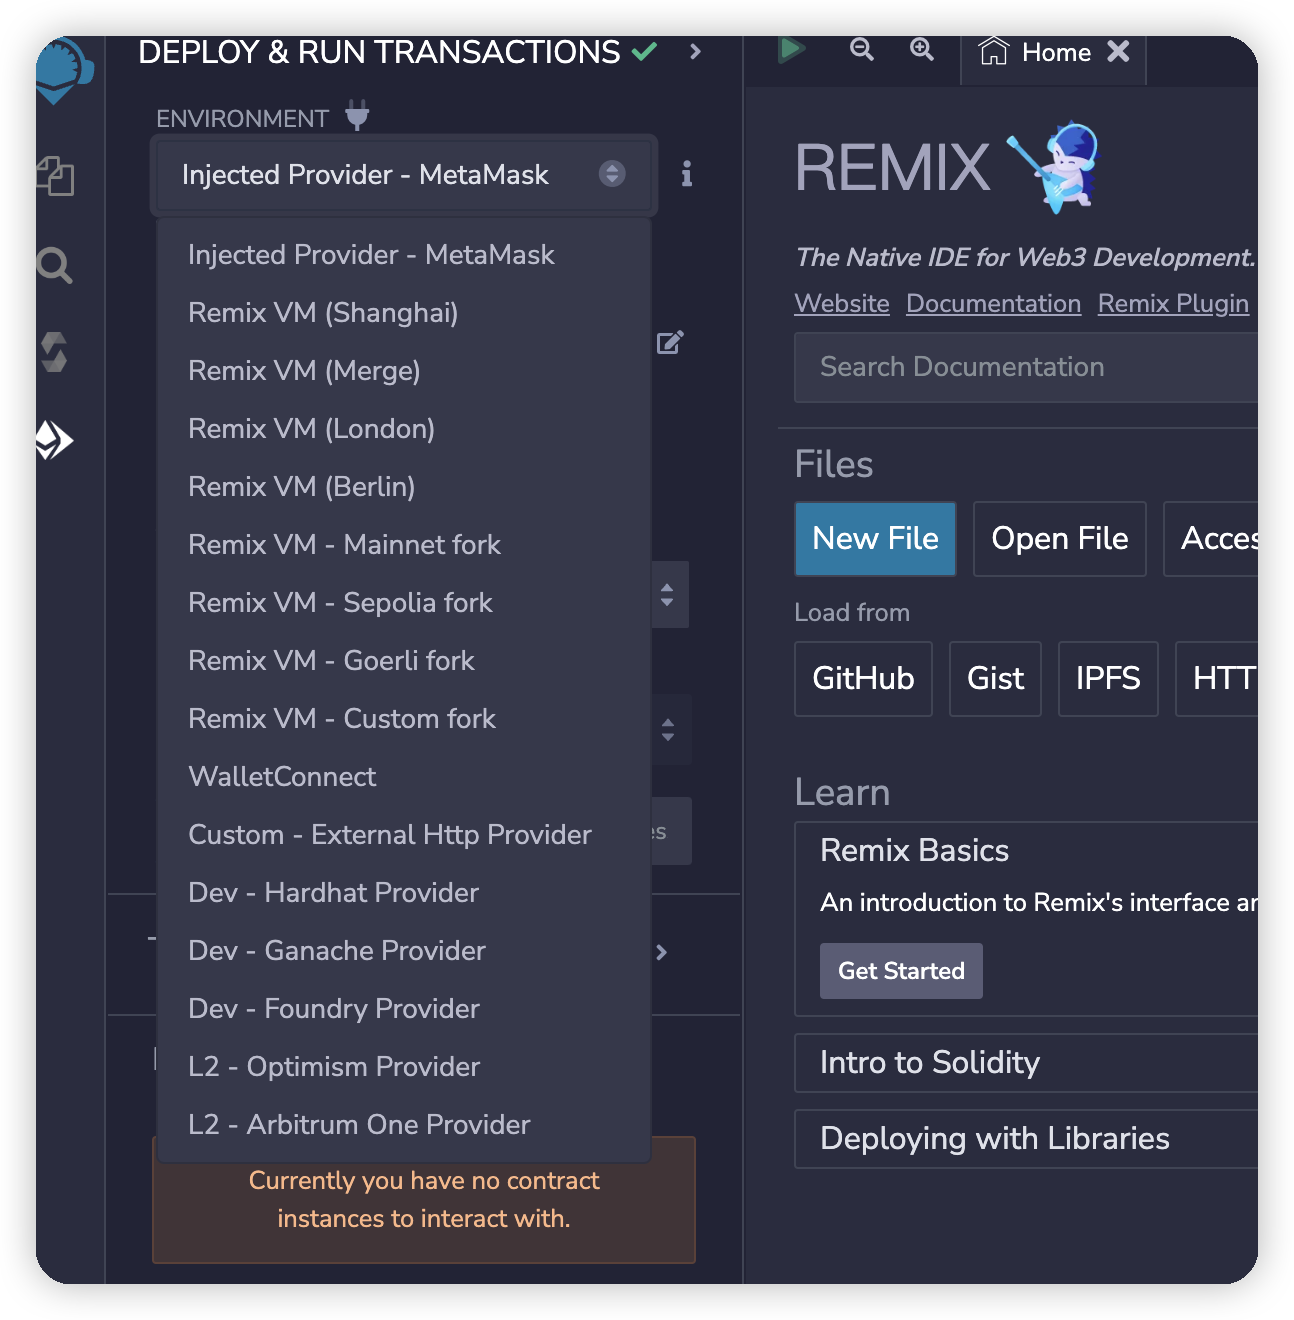 DEPLOY & RUN TRANSACTIONS
ENVIRONMENT
Injected Provider - MetaMask
Injected Provider - MetaMask
Remix VM (Shanghai)
Remix VM (Merge)
Remix VM (London)
Remix VM (Berlin)
Remix VM - Mainnet fork
Remix VM - Sepolia fork
Remix VM - Goerli fork
Remix VM - Custom fork
WalletConnect
Custom - External Http Provider
Dev - Hardhat Provider
Dev - Ganache Provider
Dev - Foundry Provider
L2 - Optimism Provider
L2 - Arbitrum One Provider
Currently you have no contract
instances to interact with.
Home
REMIX
The Native IDE for Web3 Development.
Website Documentation Remix Plugin
Search Documentation
Files
New File Open File
Load from
GitHub Gist IPFS
Learn
Remix Basics
An introduction to Remix's interface
Get Started
Intro to Solidity
Deploying with Libraries